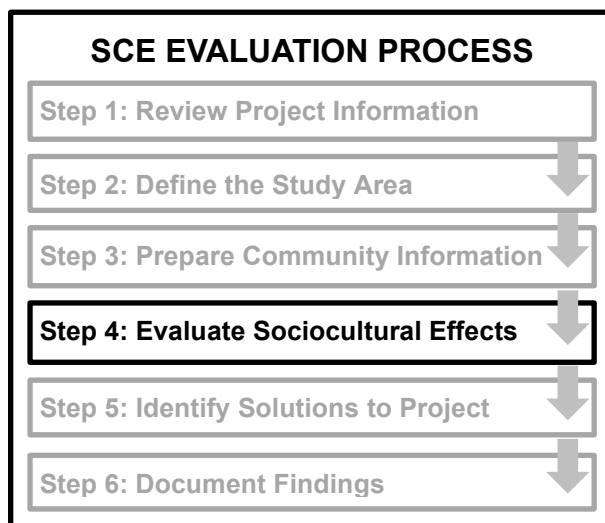 SCE EVALUATION PROCESS
Step 1: Review Project Information
Step 2: Define the Study Area
Step 3: Prepare Community Information
Step 4: Evaluate Sociocultural Effects
Step 5: Identify Solutions to Project
Step 6: Document Findings